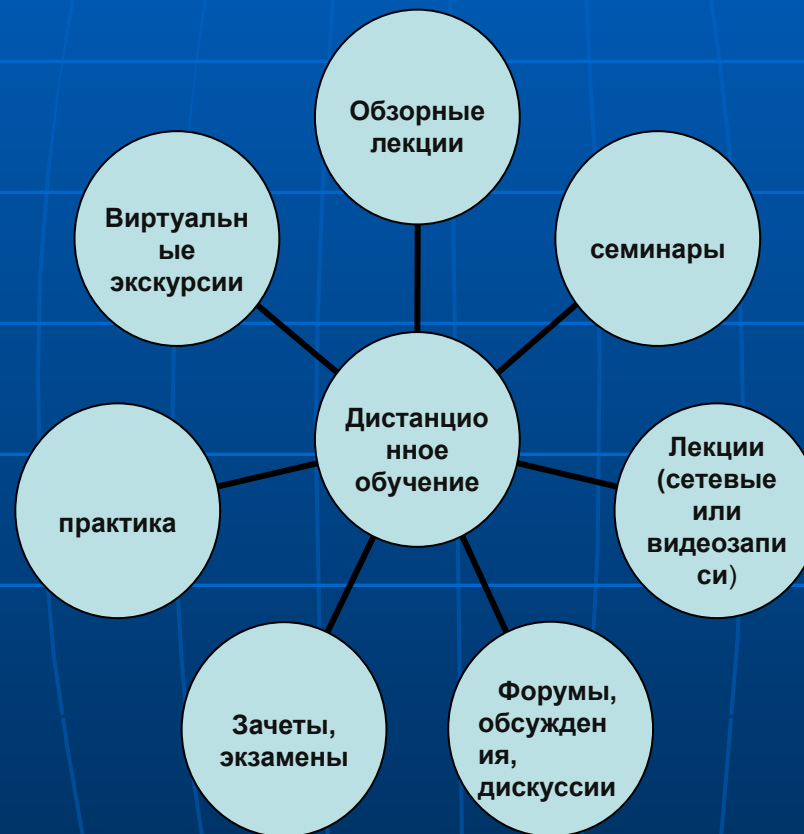 Обзорные
лекции
Виртуальн
ые
экскурсии
семинары
Дистанцио
нное
обучение
Лекции
(сетевые
или
видеозапи
си)
практика
Зачеты,
экзамены
Форумы,
обсужден
ия,
дискуссии